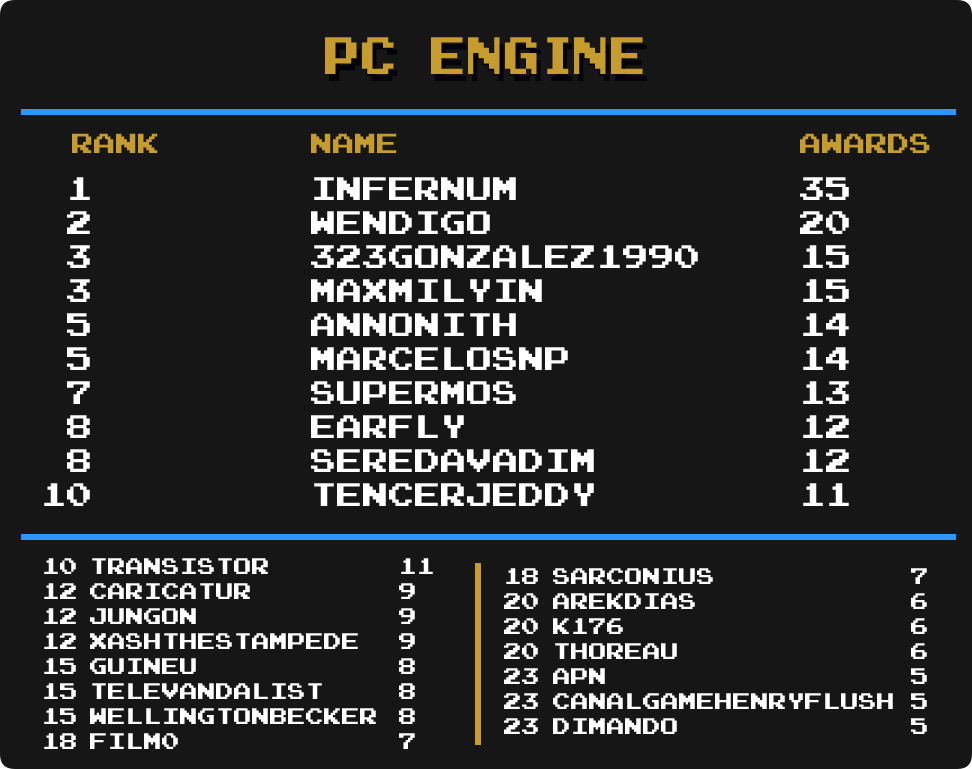 PC ENGINE
RANK NAME AWARDS
1 INFERNUM 35
2 WENDIGO 20
3 323GONZALEZ1990 15
3 MAXMILYIN 15
5 ANNONITH 14
5 MARCELOSNP 14
7 SUPERMOS 13
8 EARFLY 12
8 SEREDAVADIM 12
10 TENCERJEDDY 11
10 TRANSISTOR 11
12 CARICATUR 9
12 JUNGON 9
12 XASHTHESTAMPEDE 9
15 GUINEU 8
15 TELEVANDALIST 8
15 WELLINGTONBECKER 8
18 FILMO 7
18 SARCONIUS 7
20 AREKDIAS 6
20 K176 6
20 THOREAU 6
23 APN 5
23 CANALGAMEHENRYFLUSH 5
23 DIMANDO 5